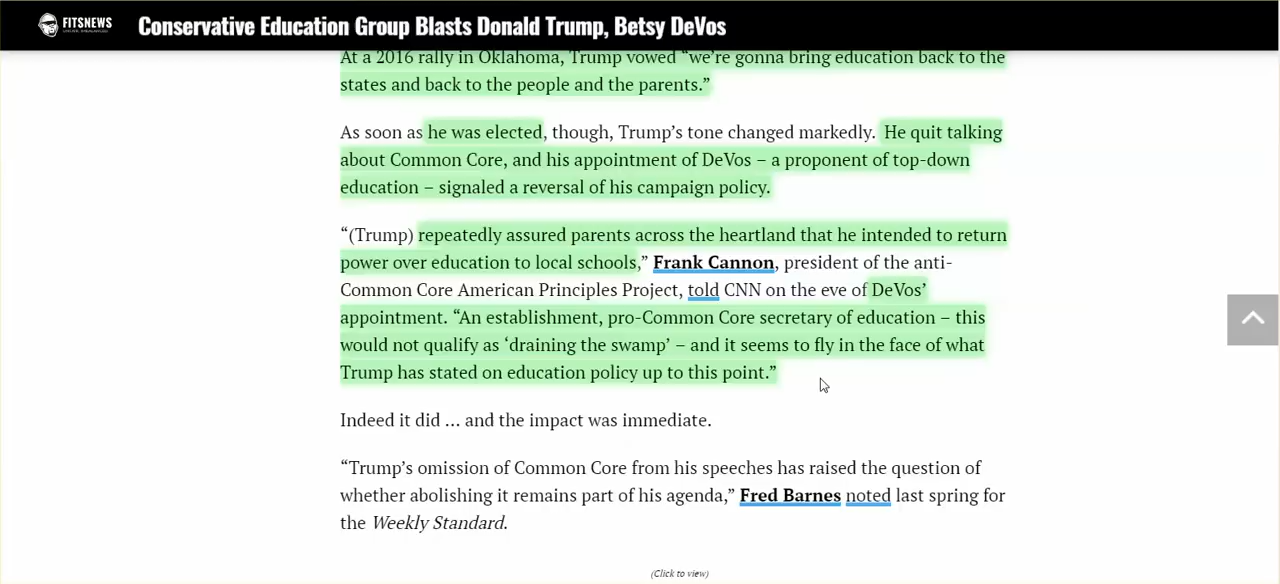 FITSNEWS
Conservative Education Group Blasts Donald Trump, Betsy DeVos
At a 2016 rally in Oklahoma, Trump vowed “we’re gonna bring education back to the
states and back to the people and the parents.”
As soon as he was elected, though, Trump’s tone changed markedly. He quit talking
about Common Core, and his appointment of DeVos – a proponent of top-down
education – signaled a reversal of his campaign policy.
“(Trump) repeatedly assured parents across the heartland that he intended to return
power over education to local schools,” Frank Cannon, president of the anti-
Common Core American Principles Project, told CNN on the eve of DeVos’
appointment. “An establishment, pro-Common Core secretary of education – this
would not qualify as ‘draining the swamp’ – and it seems to fly in the face of what
Trump has stated on education policy up to this point.”
Indeed it did … and the impact was immediate.
“Trump’s omission of Common Core from his speeches has raised the question of
whether abolishing it remains part of his agenda,” Fred Barnes noted last spring for
the Weekly Standard.
(Click to view)